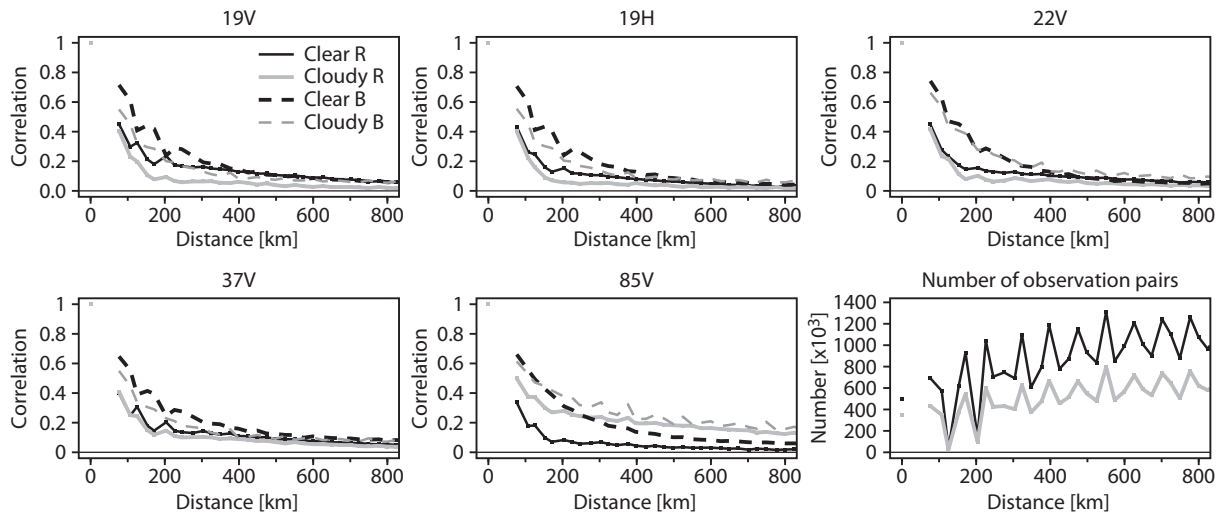 19V
19H
22V
Correlation
1
0.8
0.6
0.4
0.2
0.0
Clear R
Cloudy R
Clear B
Cloudy B
0 200 400 600 800
Distance [km]
Correlation
1
0.8
0.6
0.4
0.2
0
0 200 400 600 800
Distance [km]
Correlation
1
0.8
0.6
0.4
0.2
0
0 200 400 600 800
Distance [km]
37V
85V
Number of observation pairs
Correlation
1
0.8
0.6
0.4
0.2
0
0 200 400 600 800
Distance [km]
Correlation
1
0.8
0.6
0.4
0.2
0
0 200 400 600 800
Distance [km]
Number [x10³]
1400
1200
1000
800
600
400
200
0
0 200 400 600 800
Distance [km]